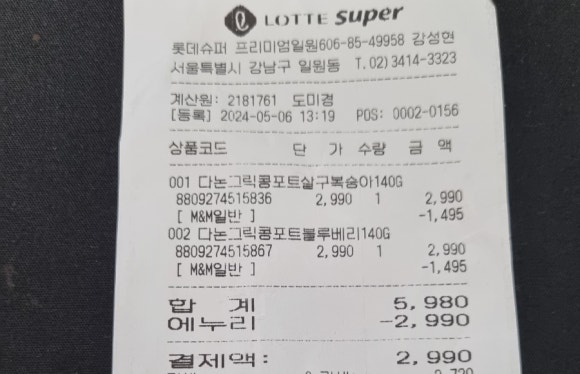 LOTTE super
롯데슈퍼 프리미엄일원606-85-49958 강성현
서울특별시 강남구 일원동 T.02)3414-3323
계산원: 2181761 도미경
[등록] 2024-05-06 13:19 POS: 0002-0156
상품코드 단 가 수량 금 액
001 다논그릭콩포트살구복숭아140G
8809274515836 2,990 1 2,990
[ M&M일반 ] -1,495
002 다논그릭콩포트블루베리140G
8809274515867 2,990 1 2,990
[ M&M일반 ] -1,495
합 계 5,980
에누리 -2,990
결제액: 2,990